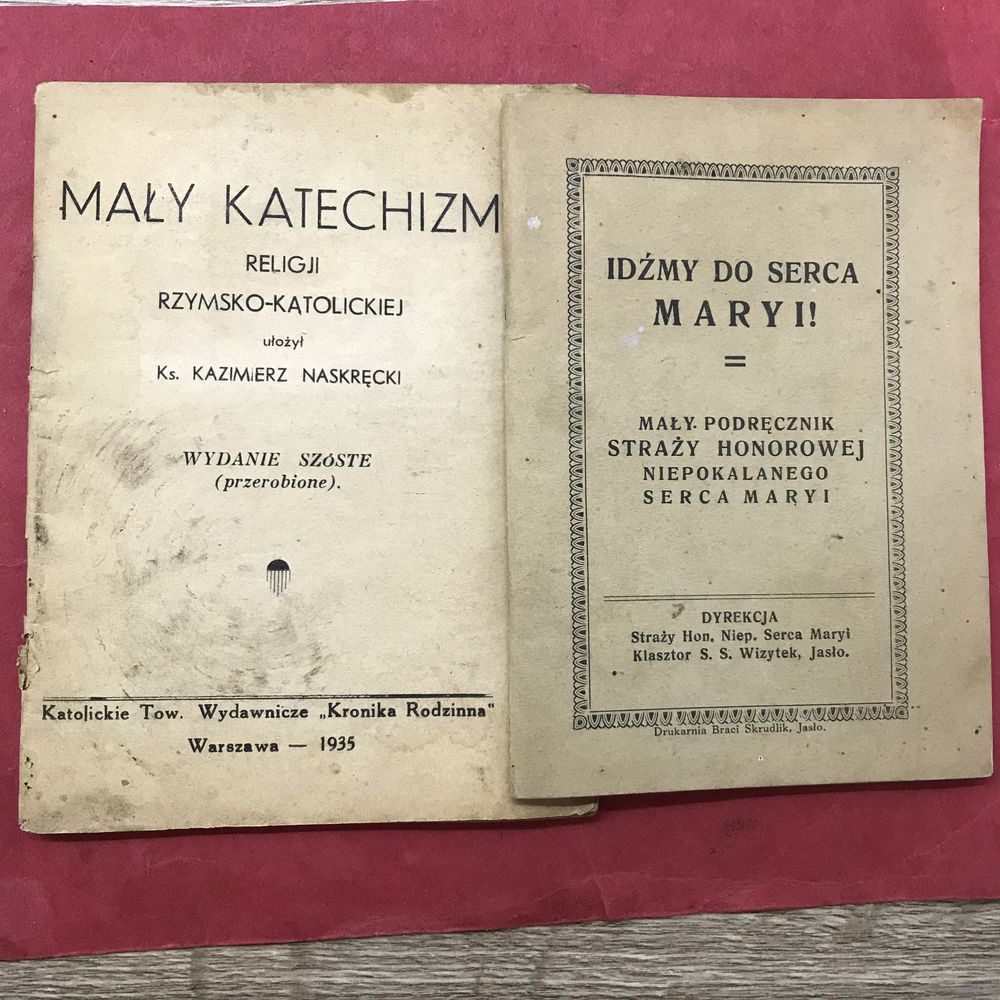 MAŁY KATECHIZM
RELIGJI
RZYMSKO-KATOLICKIEJ
ułożył
Ks. KAZIMIERZ NASKRĘCKI
WYDANIE SZÓSTE
(przerobione).
Katolickie Tow. Wydawnicze „Kronika Rodzinna"
Warszawa — 1935
IDŹMY DO SERCA
MARYI!
=
MAŁY PODRĘCZNIK
STRAŻY HONOROWEJ
NIEPOKALANEGO
SERCA MARYI
DYREKCJA
Straży Hon. Niep. Serca Maryi
Klasztor S. S. Wizytek, Jasło.
Drukarnia Braci Skrudlik, Jasło.